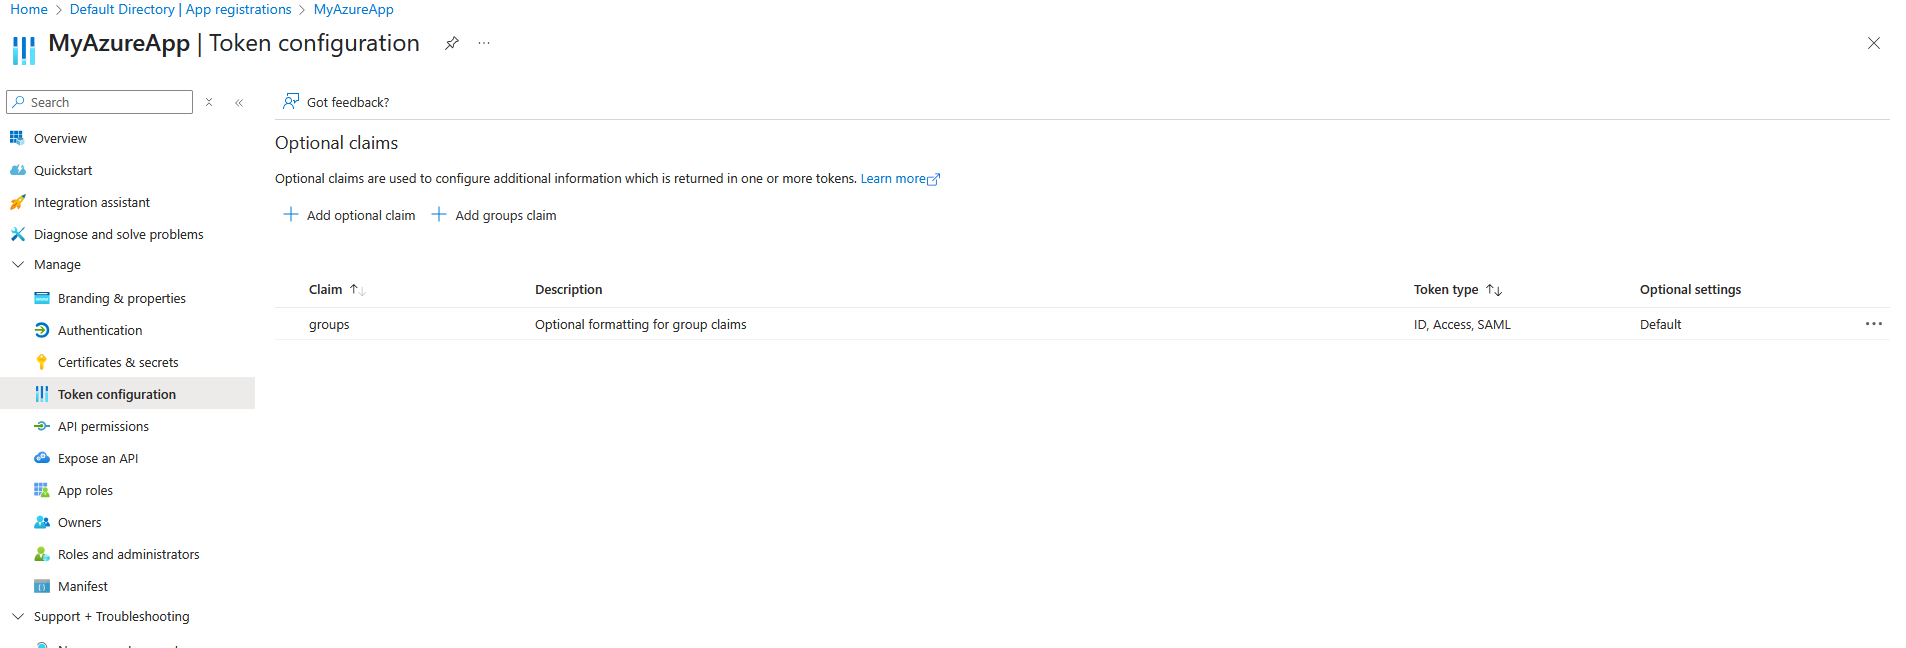 Home > Default Directory | App registrations > MyAzureApp
MyAzureApp | Token configuration
Search
Got feedback?
Overview
Quickstart
Integration assistant
Diagnose and solve problems
Manage
Branding & properties
Authentication
Certificates & secrets
Token configuration
API permissions
Expose an API
App roles
Owners
Roles and administrators
Manifest
Support + Troubleshooting
Optional claims
Optional claims are used to configure additional information which is returned in one or more tokens. Learn more
Add optional claim Add groups claim
Claim Description Token type Optional settings
groups Optional formatting for group claims ID, Access, SAML Default